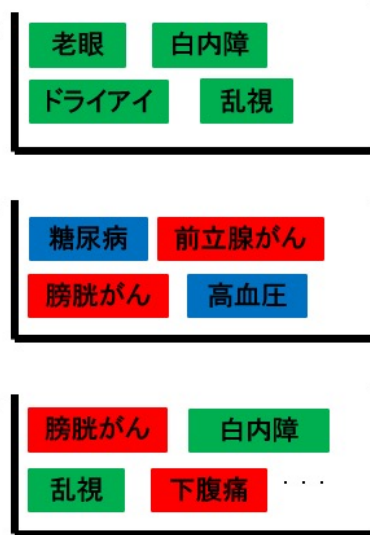 老眼 白内障
ドライアイ 乱視
糖尿病 前立腺がん
膀胱がん 高血圧
膀胱がん 白内障
乱視 下腹痛 ・・・